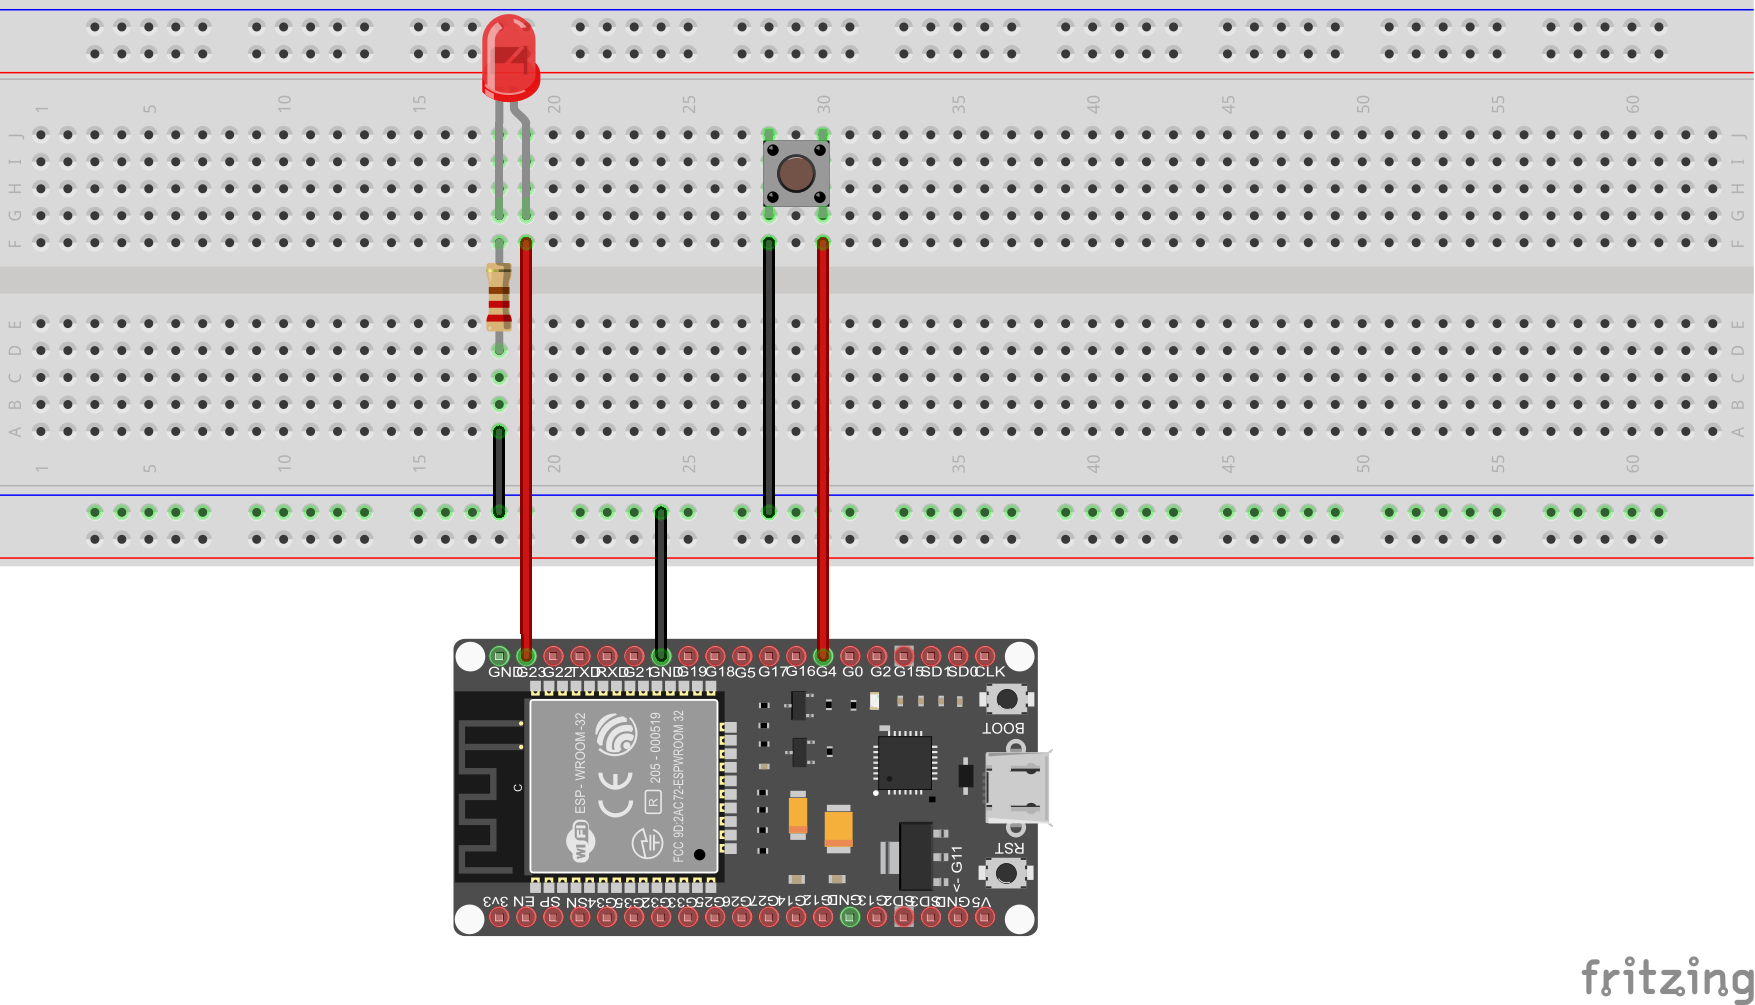 1 5 10 15 20 25 30 35 40 45 50 55 60
J J
I I
H H
G G
F F
E E
D D
C C
B B
A A
1 5 10 15 20 25 35 40 45 50 55 60
GND G23 G22 TXD RXD G21 GND G19 G18 G5 G17 G16 G4 G0 G2 G15 SD1 SD0 CLK
BOOT
C
WiFi
ESP - WROOM-32
CE
R
205 - 000519
FCC 9D:2AC72-ESPWROOM 32
RST
<- G11
3V3 EN SP SN G34 G35 G32 G33 G25 G26 G27 G14 G12 GND G13 SD2 SD3 GND V5
fritzing